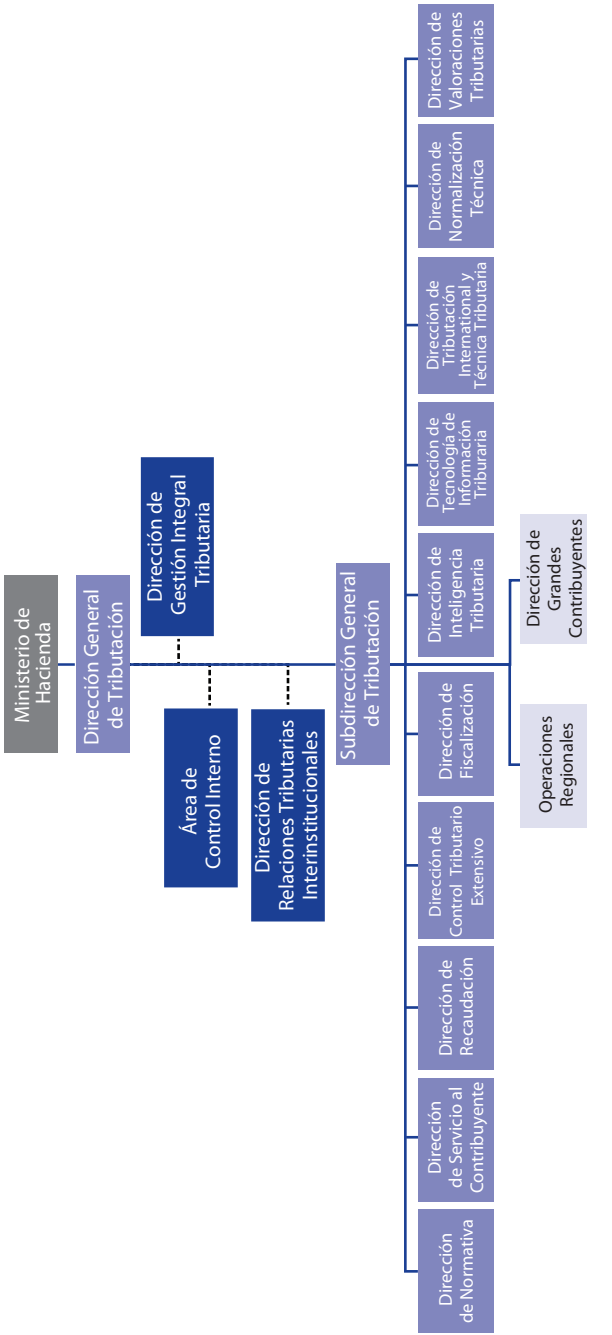 Ministerio de
Hacienda
Dirección General
de Tributación
Dirección de
Gestión Integral
Tributaria
Área de
Control Interno
Dirección de
Relaciones Tributarias
Interinstitucionales
Subdirección General
de Tributación
Dirección
de Normativa
Dirección
de Servicio al
Contribuyente
Dirección de
Recaudación
Dirección de
Control Tributario
Extensivo
Dirección de
Fiscalización
Dirección de
Inteligencia
Tributaria
Dirección de
Tecnología de
Información
Triburaria
Dirección de
Tributación
International y
Técnica Tributaria
Dirección de
Normalización
Técnica
Dirección de
Valoraciones
Tributarias
Operaciones
Regionales
Dirección de
Grandes
Contribuyentes